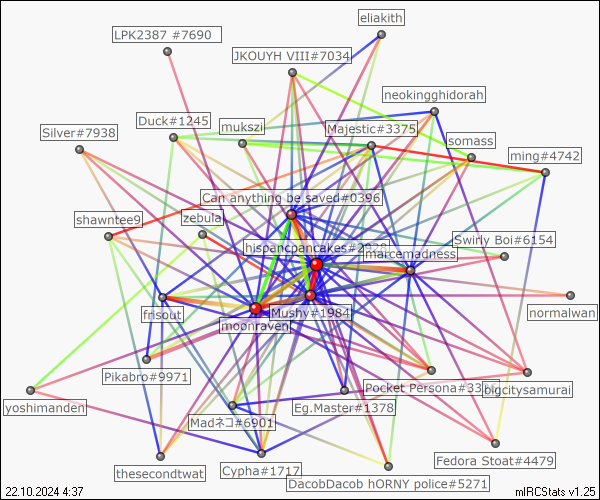 eliakith
LPK2387 #7690
JKOUYH VIII#7034
neokingghidorah
Duck#1245
mukszi
Majestic#3375
Silver#7938
somass
ming#4742
Can anything be saved#0396
shawntee9
zebula
hispancpancakes#2928
Swirly Boi#6154
marcemadness
frisout
Mushy#1984
normalwan
moonraven
Pikabro#9971
Pocket Persona#33
bigcitysamurai
yoshimanden
Eg.Master#1378
Madネコ#6901
thesecondtwat
Cypha#1717
Fedora Stoat#4479
DacobDacob hORNY police#5271
22.10.2024 4:37
mIRCStats v1.25